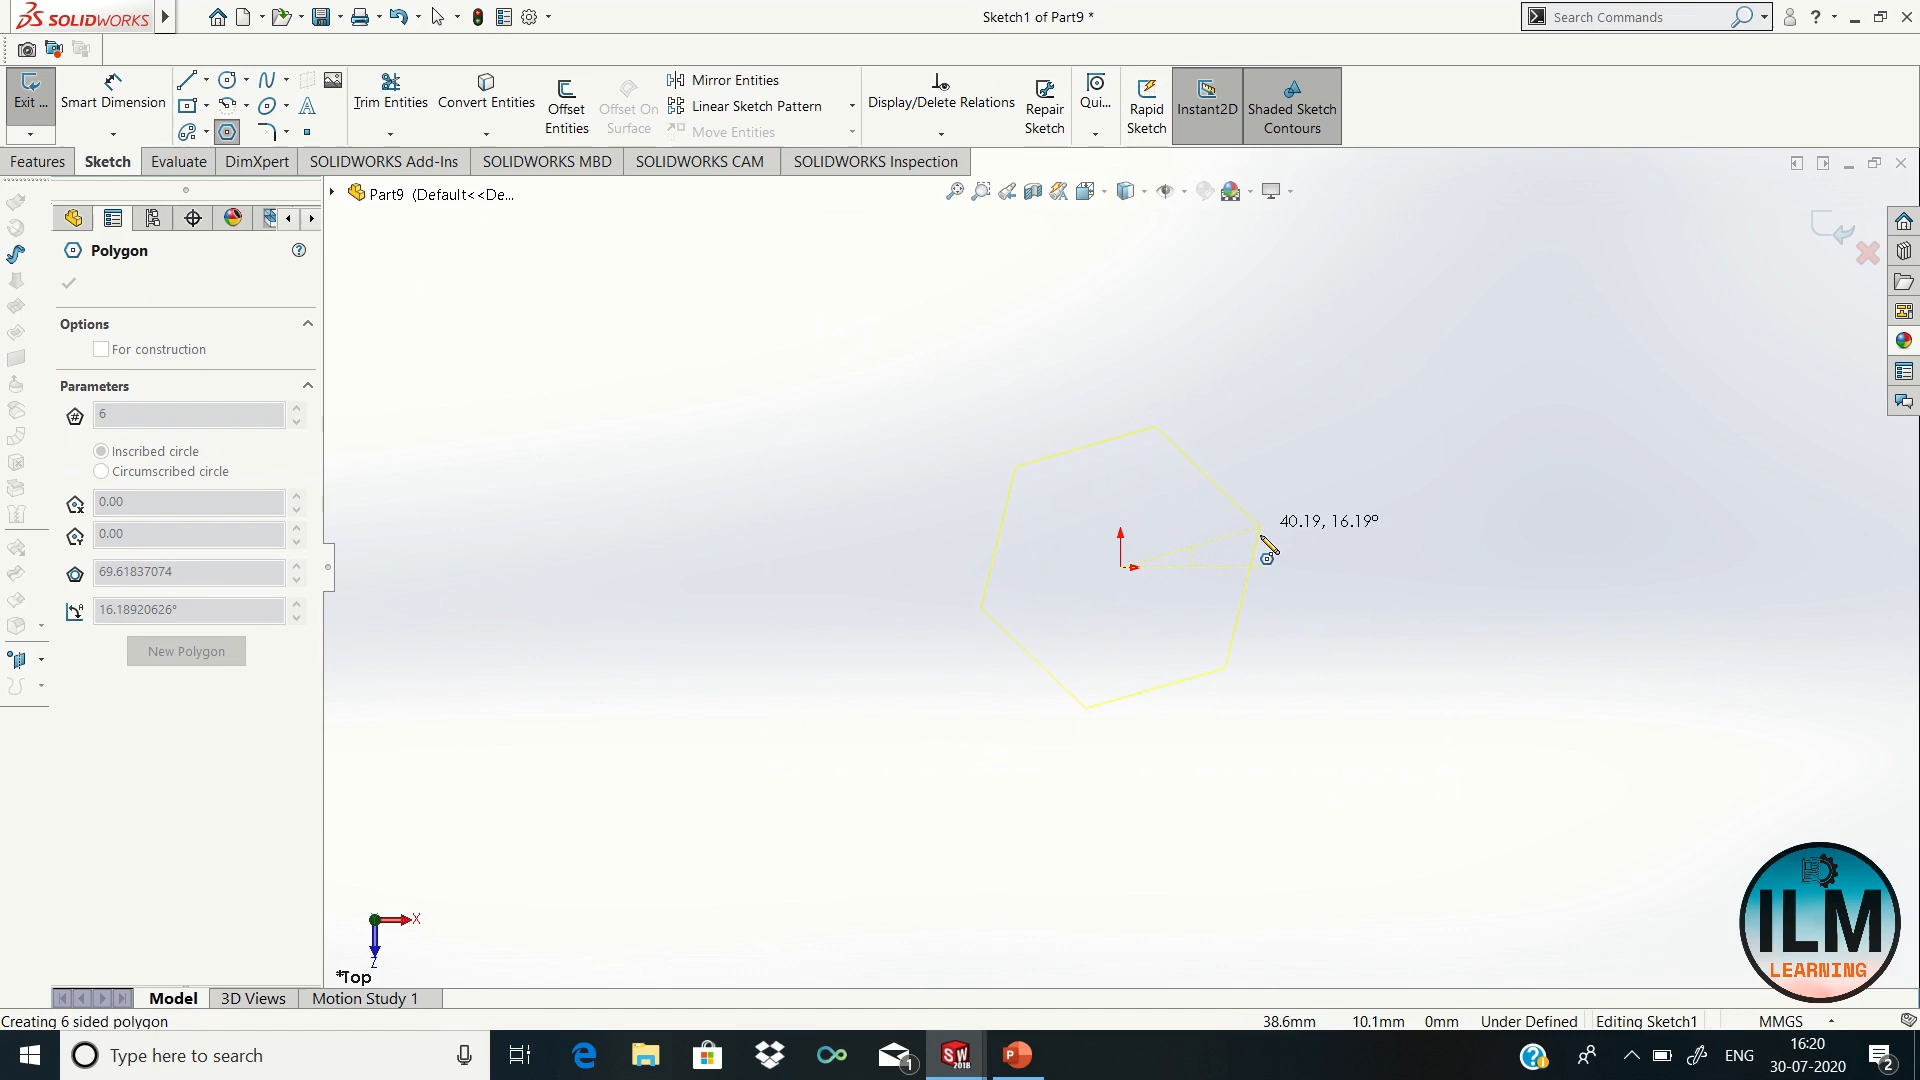 SOLIDWORKS
Sketch1 of Part9 *
Search Commands
?
Exit ...
Smart Dimension
Trim Entities
Convert Entities
Offset
Entities
Offset On
Surface
Mirror Entities
Linear Sketch Pattern
Move Entities
Display/Delete Relations
Repair
Sketch
Qui...
Rapid
Sketch
Instant2D
Shaded Sketch
Contours
Features
Sketch
Evaluate
DimXpert
SOLIDWORKS Add-Ins
SOLIDWORKS MBD
SOLIDWORKS CAM
SOLIDWORKS Inspection
Part9 (Default<<De...
Polygon
?
Options
For construction
Parameters
6
Inscribed circle
Circumscribed circle
0.00
0.00
69.61837074
16.18920626°
New Polygon
40.19, 16.19°
X
Z
*Top
ILM
LEARNING
Model
3D Views
Motion Study 1
Creating 6 sided polygon
38.6mm
10.1mm
0mm
Under Defined
Editing Sketch1
MMGS
Type here to search
1
SW
2018
P
?
ENG
16:20
30-07-2020
2